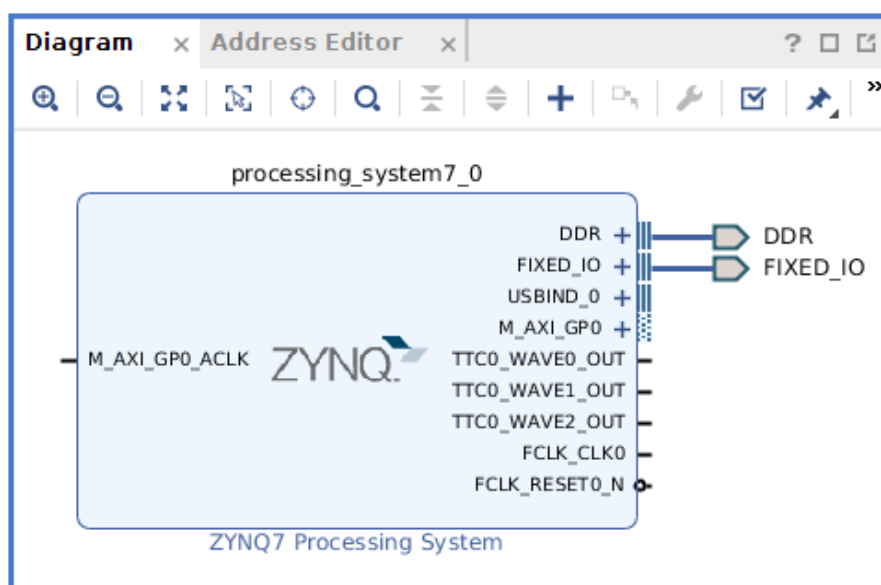 Diagram × Address Editor × ?
»
processing_system7_0
DDR
FIXED_IO
USBIND_0
M_AXI_GP0
M_AXI_GP0_ACLK
ZYNQ
TTC0_WAVE0_OUT
TTC0_WAVE1_OUT
TTC0_WAVE2_OUT
FCLK_CLK0
FCLK_RESET0_N
DDR
FIXED_IO
ZYNQ7 Processing System